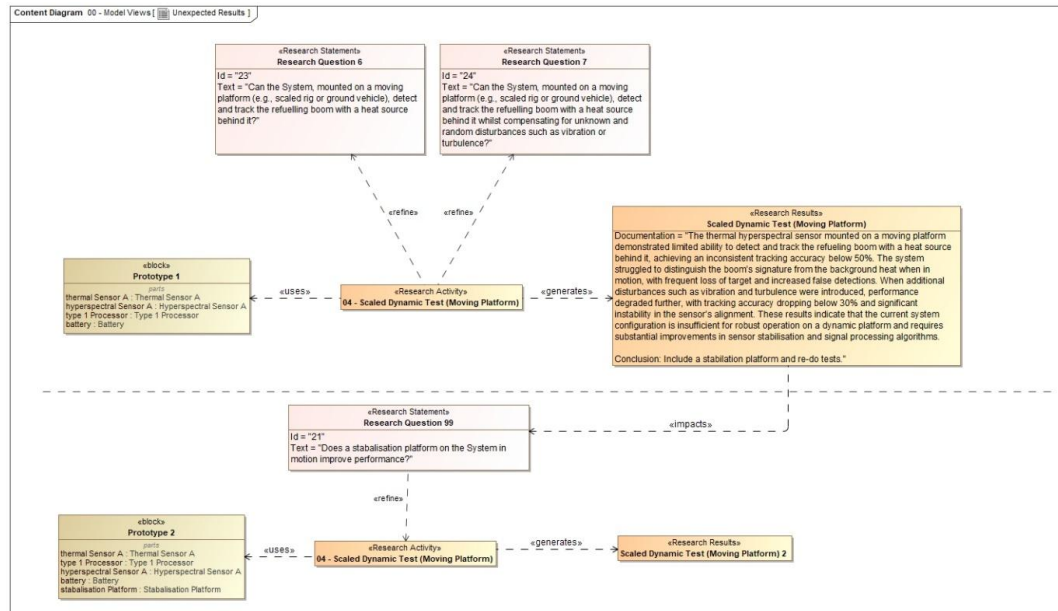 Content Diagram 00 - Model Views [ Unexpected Results ]
«Research Statement»
Research Question 6
Id = "23"
Text = "Can the System, mounted on a moving
platform (e.g., scaled rig or ground vehicle), detect
and track the refuelling boom with a heat source
behind it?"
«Research Statement»
Research Question 7
Id = "24"
Text = "Can the System, mounted on a moving
platform (e.g., scaled rig or ground vehicle), detect
and track the refuelling boom with a heat source
behind it whilst compensating for unknown and
random disturbances such as vibration or
turbulence?"
«refine»
«refine»
«block»
Prototype 1
parts
thermal Sensor A : Thermal Sensor A
hyperspectral Sensor A : Hyperspectral Sensor A
type 1 Processor : Type 1 Processor
battery : Battery
«uses»
«Research Activity»
04 - Scaled Dynamic Test (Moving Platform)
«generates»
«Research Results»
Scaled Dynamic Test (Moving Platform)
Documentation = "The thermal hyperspectral sensor mounted on a moving platform
demonstrated limited ability to detect and track the refueling boom with a heat source
behind it, achieving an inconsistent tracking accuracy below 50%. The system
struggled to distinguish the boom's signature from the background heat when in
motion, with frequent loss of target and increased false detections. When additional
disturbances such as vibration and turbulence were introduced, performance
degraded further, with tracking accuracy dropping below 30% and significant
instability in the sensor's alignment. These results indicate that the current system
configuration is insufficient for robust operation on a dynamic platform and requires
substantial improvements in sensor stabilisation and signal processing algorithms.
Conclusion: Include a stabilation platform and re-do tests."
«impacts»
«Research Statement»
Research Question 99
Id = "21"
Text = "Does a stabalisation platform on the System in
motion improve performance?"
«refine»
«block»
Prototype 2
parts
thermal Sensor A : Thermal Sensor A
type 1 Processor : Type 1 Processor
hyperspectral Sensor A : Hyperspectral Sensor A
battery : Battery
stabalisation Platform : Stabalisation Platform
«uses»
«Research Activity»
04 - Scaled Dynamic Test (Moving Platform)
«generates»
«Research Results»
Scaled Dynamic Test (Moving Platform) 2